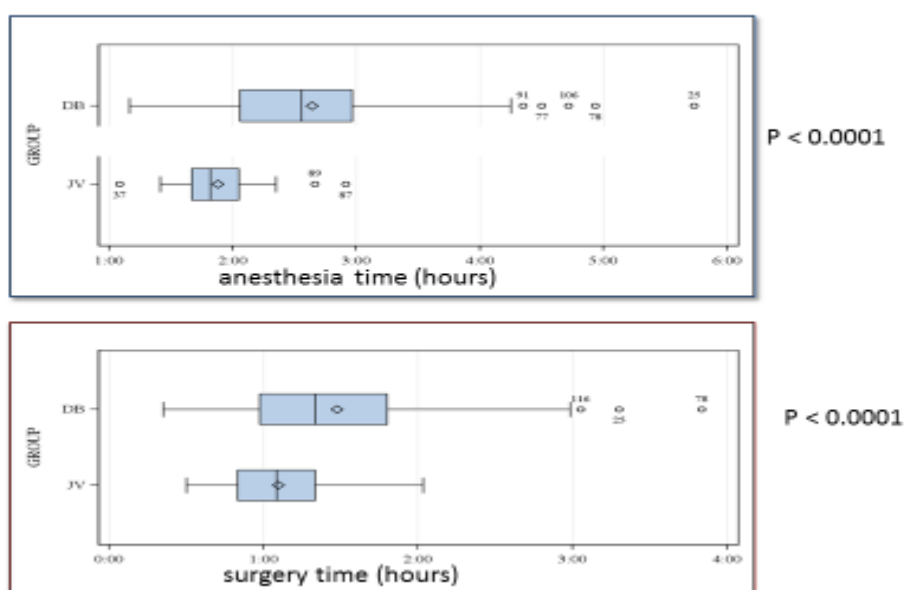 91 106 25
DB
77 78
P < 0.0001
GROUP
89
JV
37 87
1:00 2:00 3:00 4:00 5:00 6:00
anesthesia time (hours)
116 78
DB
P < 0.0001
GROUP
JV
0:00 1:00 2:00 3:00 4:00
surgery time (hours)